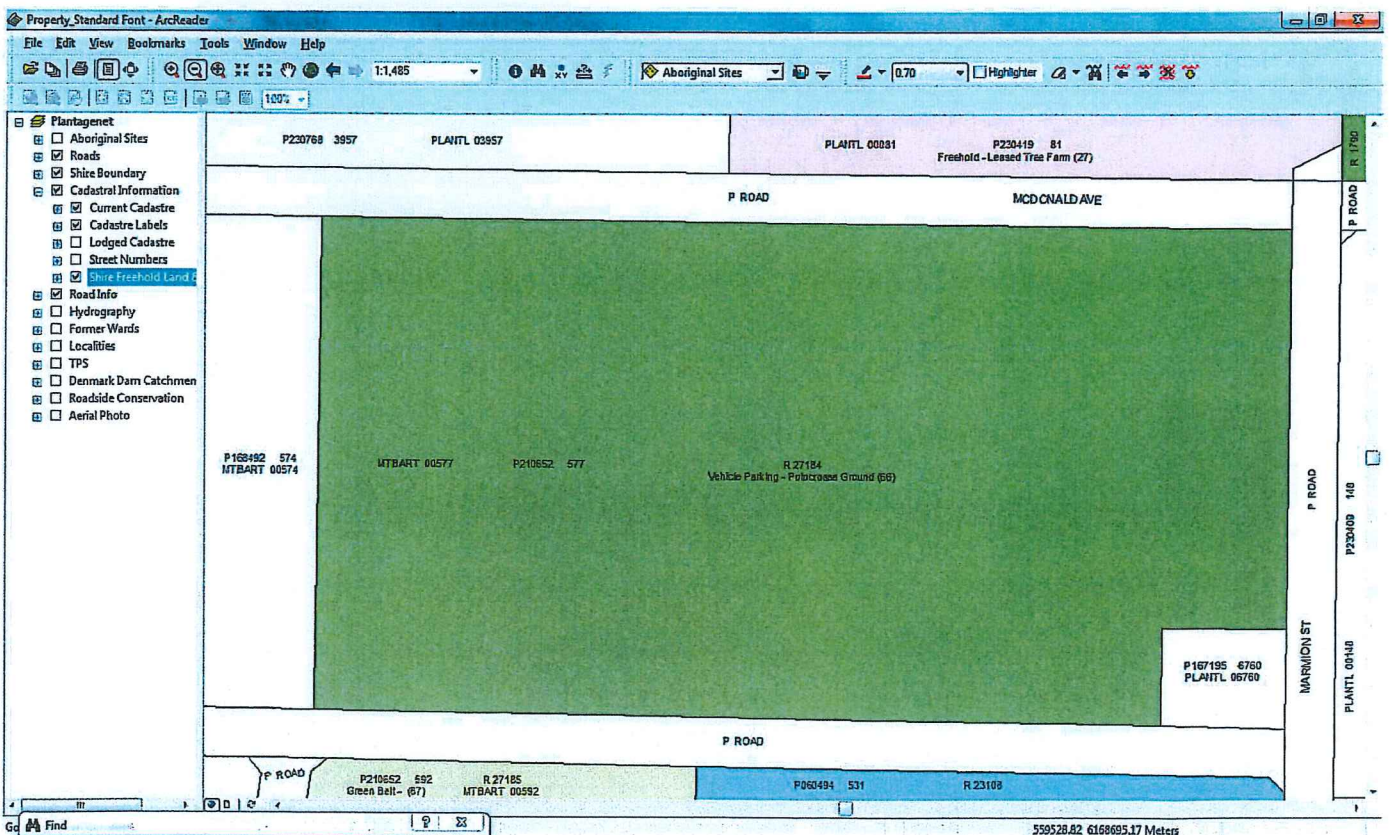 Property_Standard Font - ArcReader
File Edit View Bookmarks Tools Window Help
1:1,485
Aboriginal Sites
0.70
Highlighter
100%
Plantagenet
Aboriginal Sites
Roads
Shire Boundary
Cadastral Information
Current Cadastre
Cadastre Labels
Lodged Cadastre
Street Numbers
Shire Freehold Land &
Road Info
Hydrography
Former Wards
Localities
TPS
Denmark Dam Catchmen
Roadside Conservation
Aerial Photo
P230768 3957 PLANTL 03957
PLANTL 00081 P230419 81
Freehold - Leased Tree Farm (27)
R 1790
P ROAD
P ROAD MCDONALD AVE
P168492 574
MTBART 00574
MTBART 00577 P210652 577
R 27184
Vehicle Parking - Polocrosse Ground (66)
P ROAD
MARMION ST
P230409 148
PLANTL 00148
P167195 6760
PLANTL 06760
P ROAD
P ROAD
P210652 592 R 27185
Green Belt - (67) MTBART 00592
P060494 531 R 23108
Find
559528.82 6168695.17 Meters